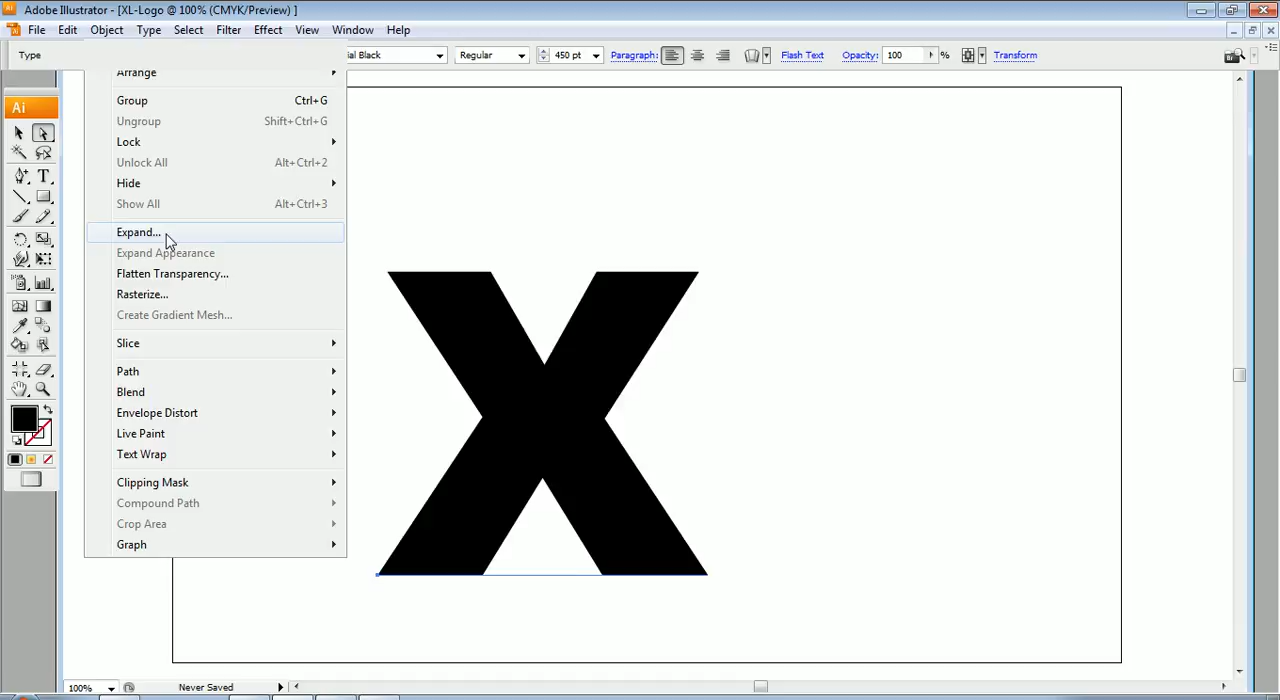 Adobe Illustrator - [XL-Logo @ 100% (CMYK/Preview) ]
File Edit Object Type Select Filter Effect View Window Help
Type
ial Black
Regular
450 pt
Paragraph:
Flash Text
Opacity:
100
%
Transform
Arrange
Group Ctrl+G
Ungroup Shift+Ctrl+G
Lock
Unlock All Alt+Ctrl+2
Hide
Show All Alt+Ctrl+3
Expand...
Expand Appearance
Flatten Transparency...
Rasterize...
Create Gradient Mesh...
Slice
Path
Blend
Envelope Distort
Live Paint
Text Wrap
Clipping Mask
Compound Path
Crop Area
Graph
Ai
T
X
100%
Never Saved